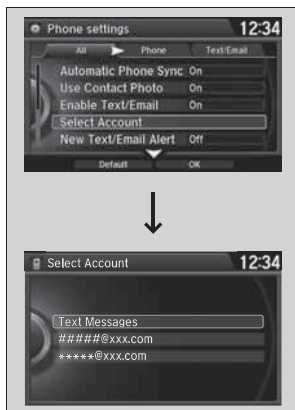 Phone settings 12:34
All Phone Text/Email
Automatic Phone Sync On
Use Contact Photo On
Enable Text/Email On
Select Account
New Text/Email Alert Off
Default OK
Select Account 12:34
Text Messages
#####@xxx.com
*****@xxx.com